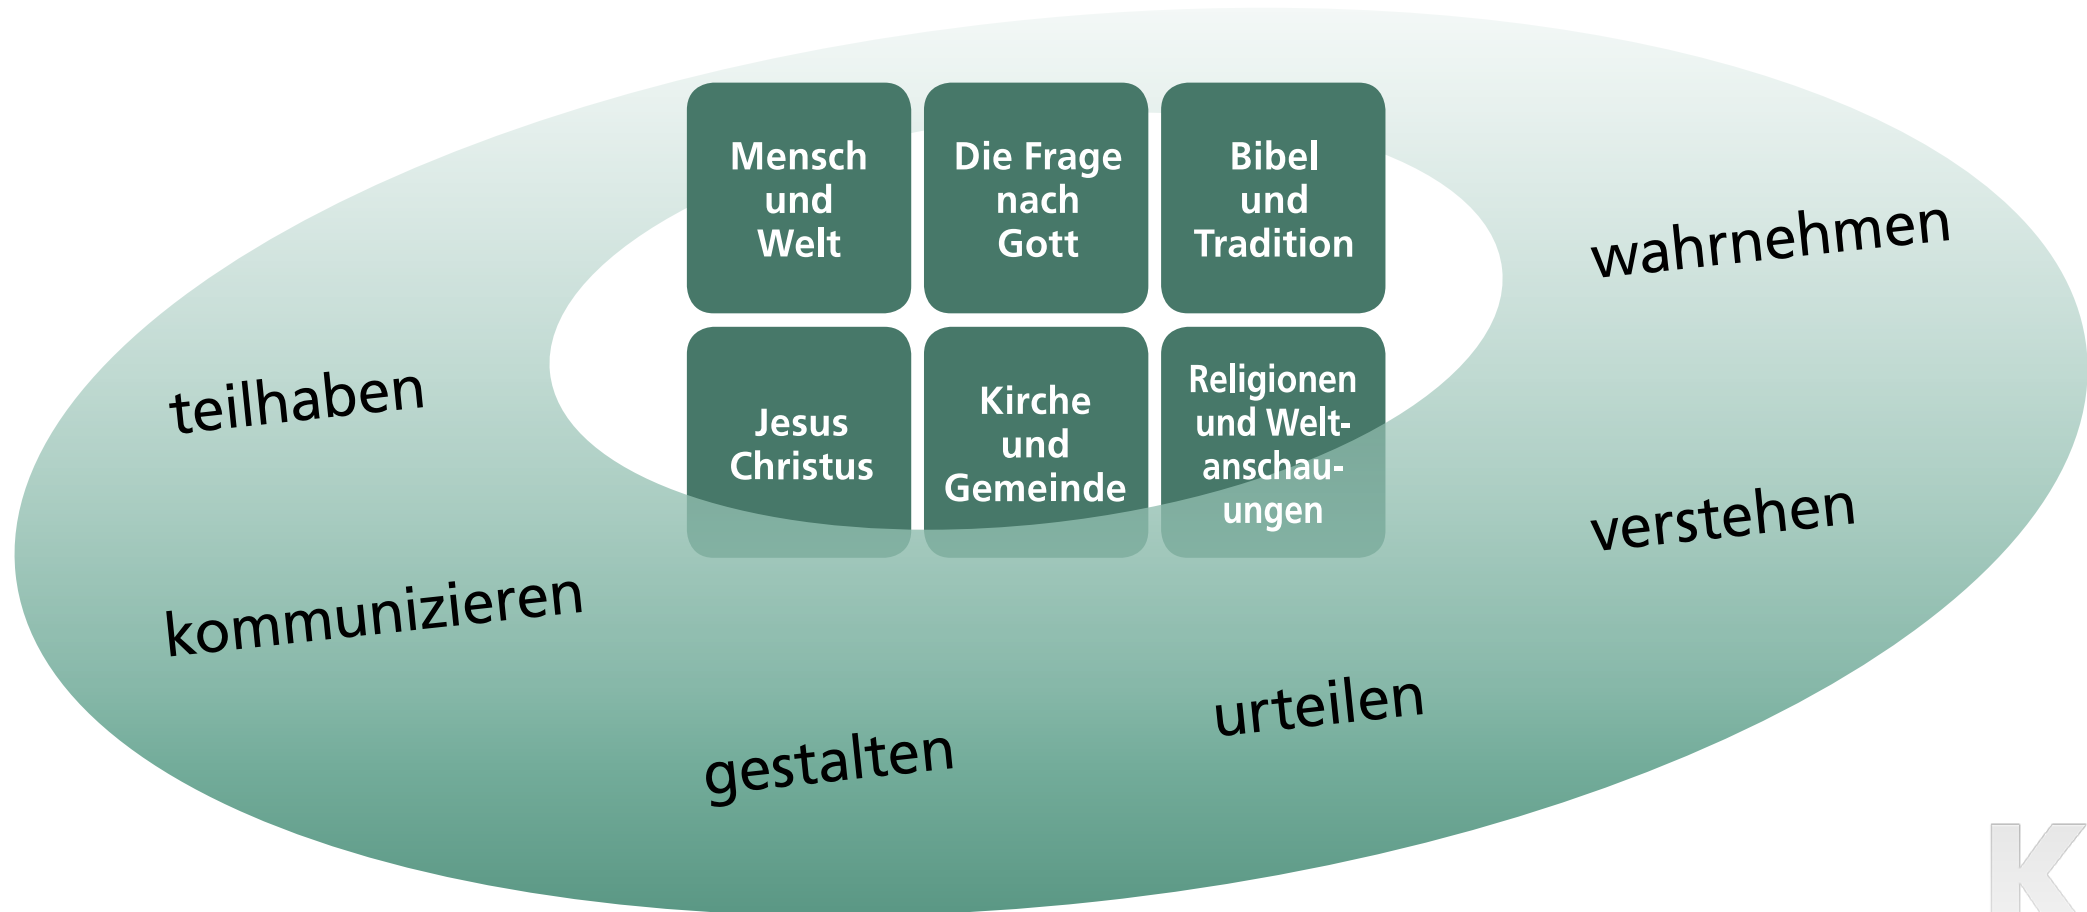 Mensch
und
Welt
Die Frage
nach
Gott
Bibel
und
Tradition
Jesus
Christus
Kirche
und
Gemeinde
Religionen
und Welt-
anschau-
ungen
wahrnehmen
verstehen
urteilen
gestalten
kommunizieren
teilhaben
K